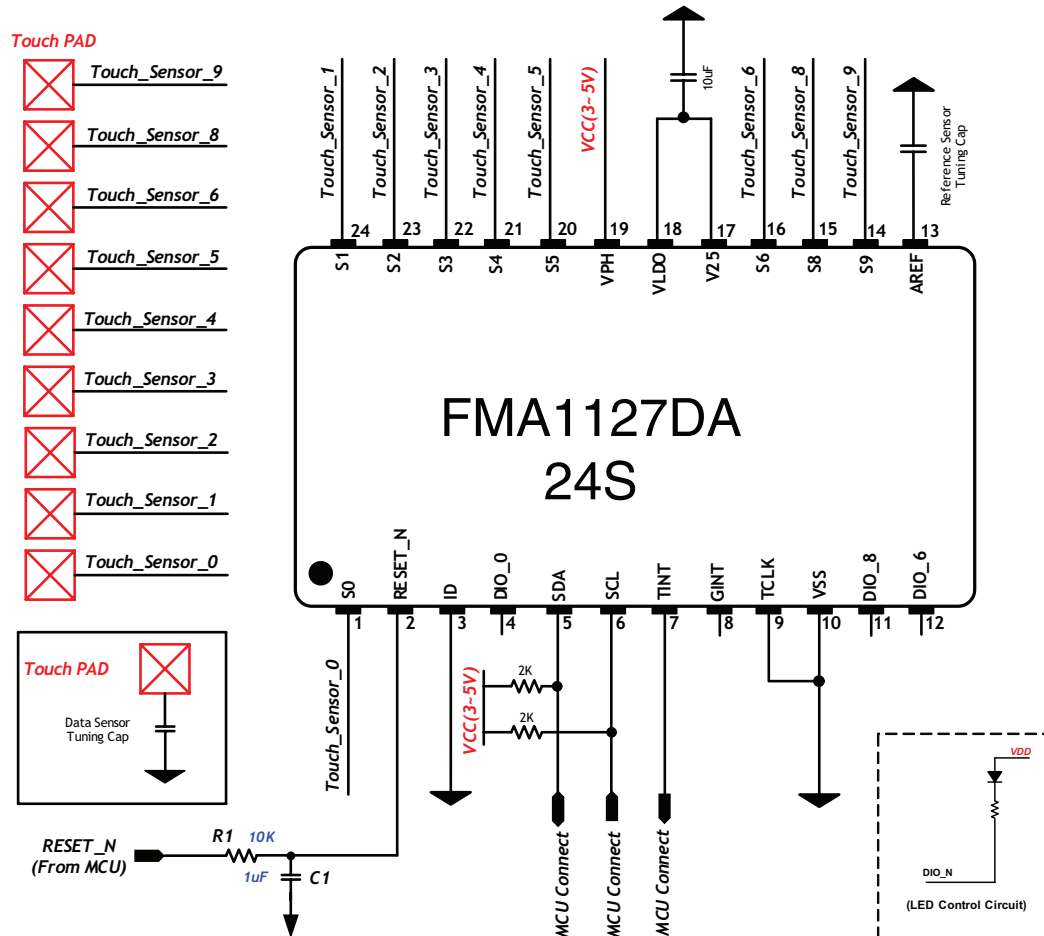 Touch PAD
Touch_Sensor_9
Touch_Sensor_8
Touch_Sensor_6
Touch_Sensor_5
Touch_Sensor_4
Touch_Sensor_3
Touch_Sensor_2
Touch_Sensor_1
Touch_Sensor_0
Touch_Sensor_1
Touch_Sensor_2
Touch_Sensor_3
Touch_Sensor_4
Touch_Sensor_5
VCC(3~5V)
10uF
Touch_Sensor_6
Touch_Sensor_8
Touch_Sensor_9
Reference Sensor
Tuning Cap
24
23
22
21
20
19
18
17
16
15
14
13
S1
S2
S3
S4
S5
VPH
VLDO
V25
S6
S8
S9
AREF
FMA1127DA
24S
S0
RESET_N
ID
DIO_0
SDA
SCL
TINT
GINT
TCLK
VSS
DIO_8
DIO_6
1
2
3
4
5
6
7
8
9
10
11
12
Touch PAD
Data Sensor
Tuning Cap
Touch_Sensor_0
VCC(3~5V)
2K
2K
RESET_N
(From MCU)
R1
10K
1uF
C1
MCU Connect
MCU Connect
MCU Connect
VDD
DIO_N
(LED Control Circuit)